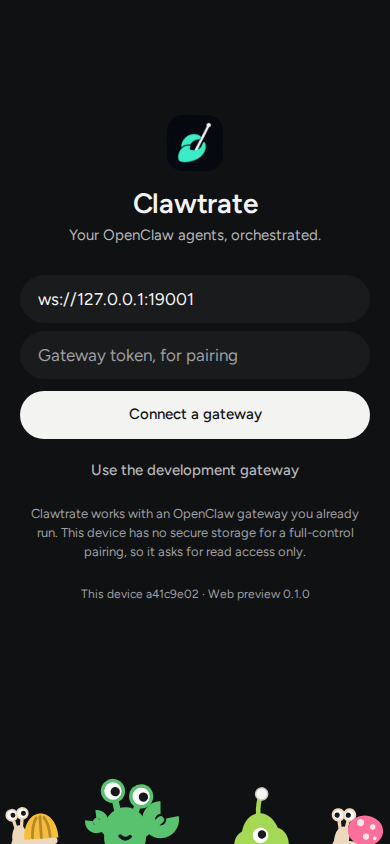 Clawtrate
Your OpenClaw agents, orchestrated.
ws://127.0.0.1:19001
Gateway token, for pairing
Connect a gateway
Use the development gateway
Clawtrate works with an OpenClaw gateway you already
run. This device has no secure storage for a full-control
pairing, so it asks for read access only.
This device a41c9e02 · Web preview 0.1.0